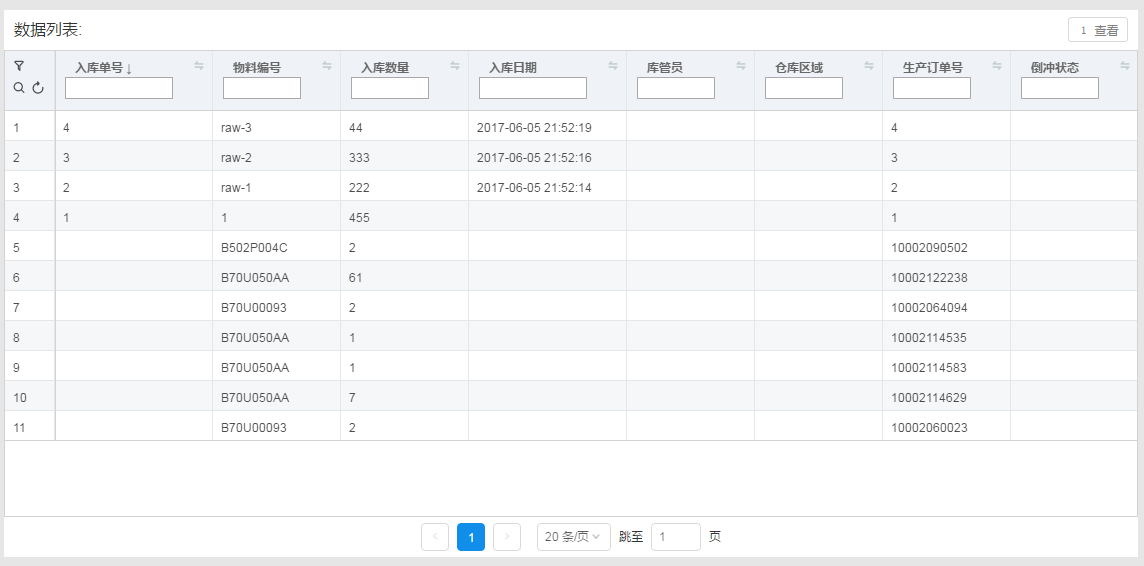 数据列表:
1 查看
入库单号↓ 物料编号 入库数量 入库日期 库管员 仓库区域 生产订单号 倒冲状态
1 4 raw-3 44 2017-06-05 21:52:19 4
2 3 raw-2 333 2017-06-05 21:52:16 3
3 2 raw-1 222 2017-06-05 21:52:14 2
4 1 1 455 1
5 B502P004C 2 10002090502
6 B70U050AA 61 10002122238
7 B70U00093 2 10002064094
8 B70U050AA 1 10002114535
9 B70U050AA 1 10002114583
10 B70U050AA 7 10002114629
11 B70U00093 2 10002060023
1 20 条/页 跳至 1 页